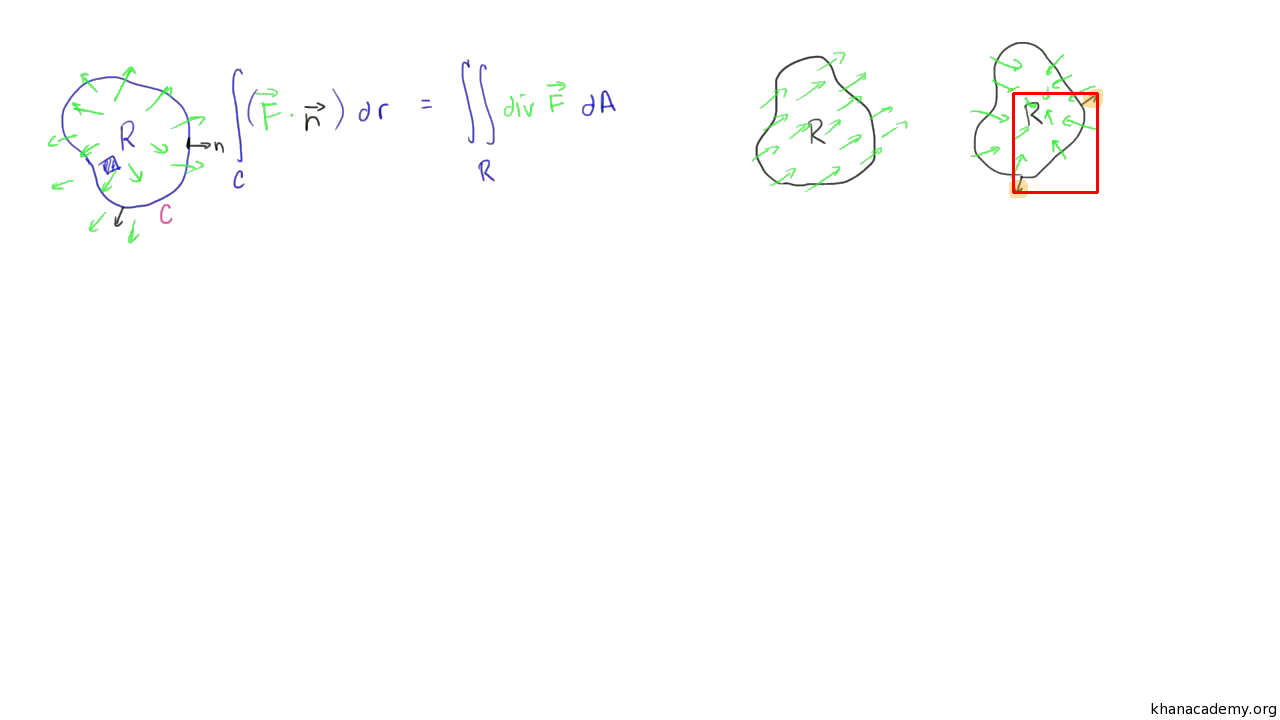 R
n
C
∫ ( F⃗ · n⃗ ) dr = ∬ div F⃗ dA
C R
R
R
khanacademy.org